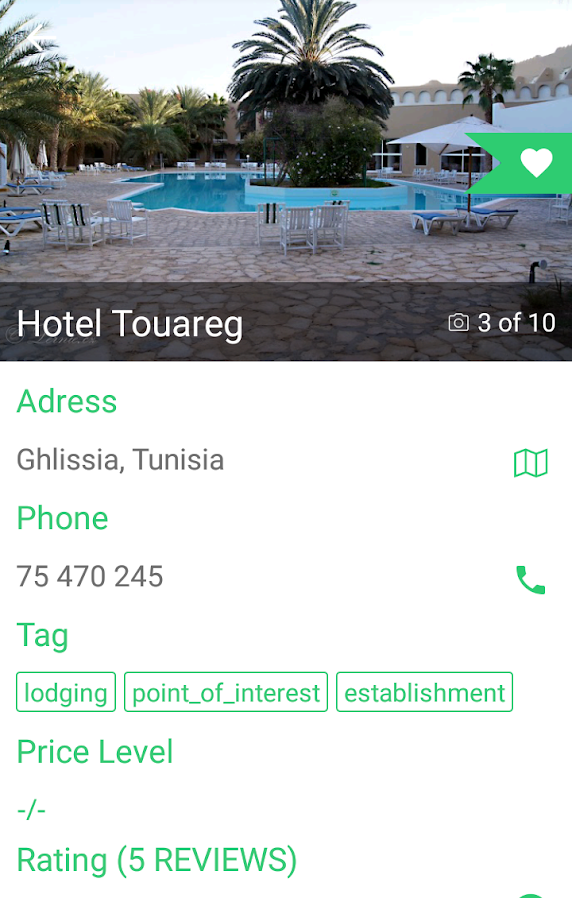 Hotel Touareg
3 of 10
Adress
Ghlissia, Tunisia
Phone
75 470 245
Tag
lodging point_of_interest establishment
Price Level
-/-
Rating (5 REVIEWS)